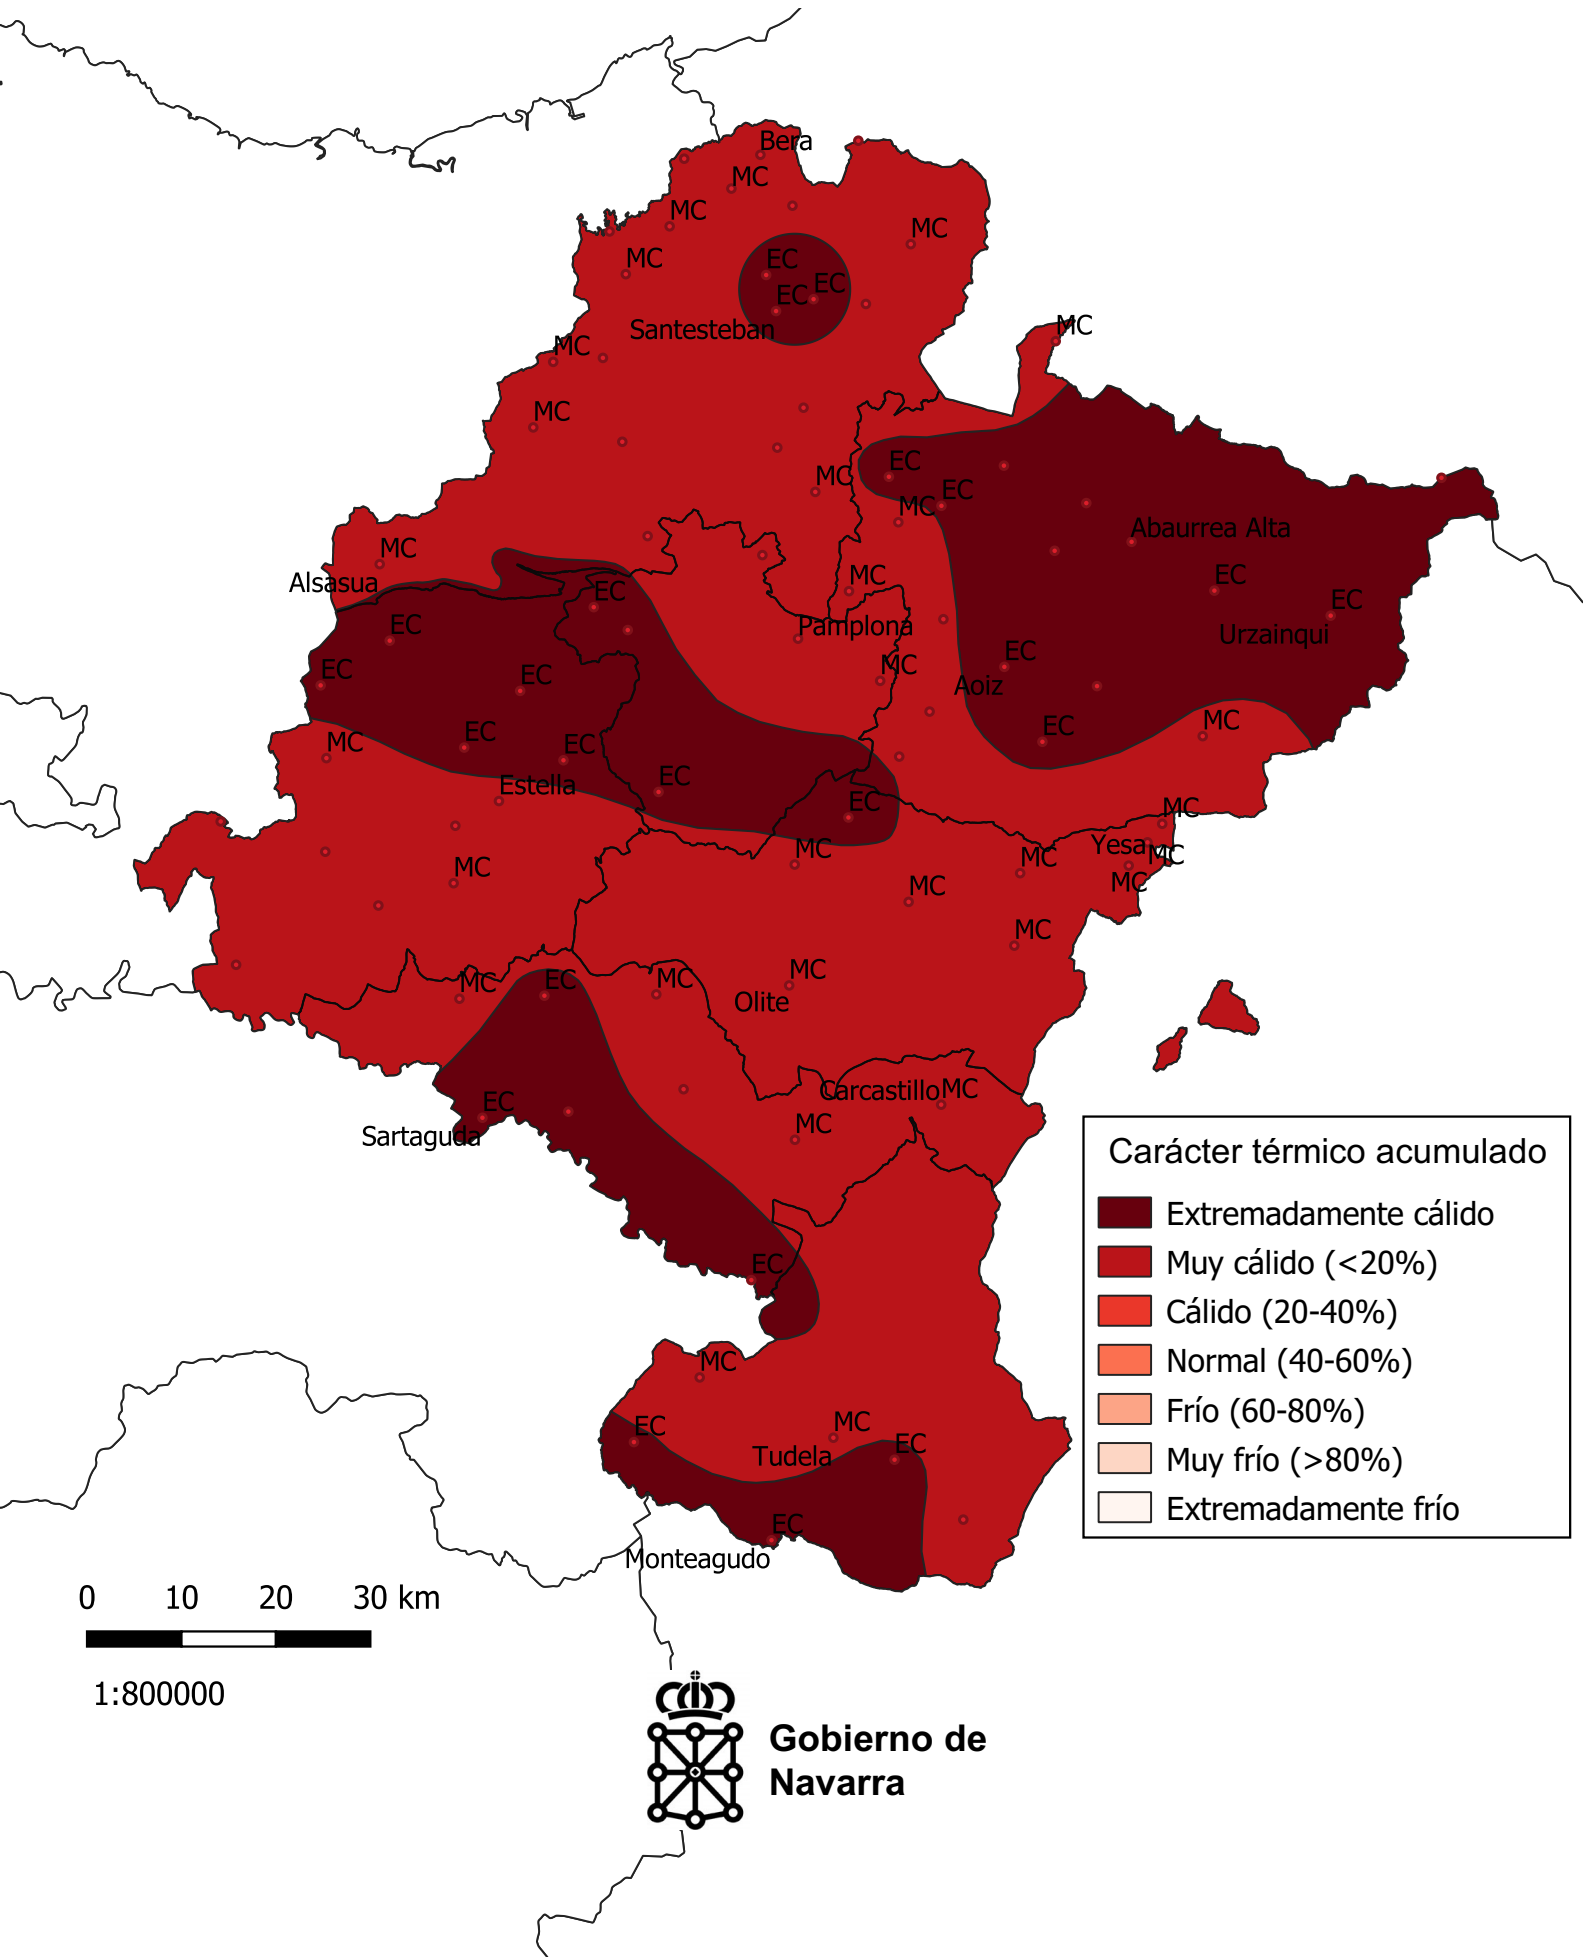 Bera
MC
MC
MC
MC
EC
EC
EC
Santesteban
MC
MC
MC
EC
MC
EC
MC
Abaurrea Alta
MC
Alsasua
MC
EC
EC
EC
Pamplona
Urzainqui
EC
EC
EC
MC
EC
Aoiz
EC
MC
EC
EC
EC
MC
Estella
EC
EC
MC
MC
Yesa
MC
MC
MC
MC
MC
MC
MC
MC
EC
MC
MC
Olite
Carcastillo
MC
EC
MC
Sartaguda
EC
MC
EC
MC
EC
Tudela
EC
Monteagudo
Carácter térmico acumulado
Extremadamente cálido
Muy cálido (<20%)
Cálido (20-40%)
Normal (40-60%)
Frío (60-80%)
Muy frío (>80%)
Extremadamente frío
0 10 20 30 km
1:800000
Gobierno de
Navarra